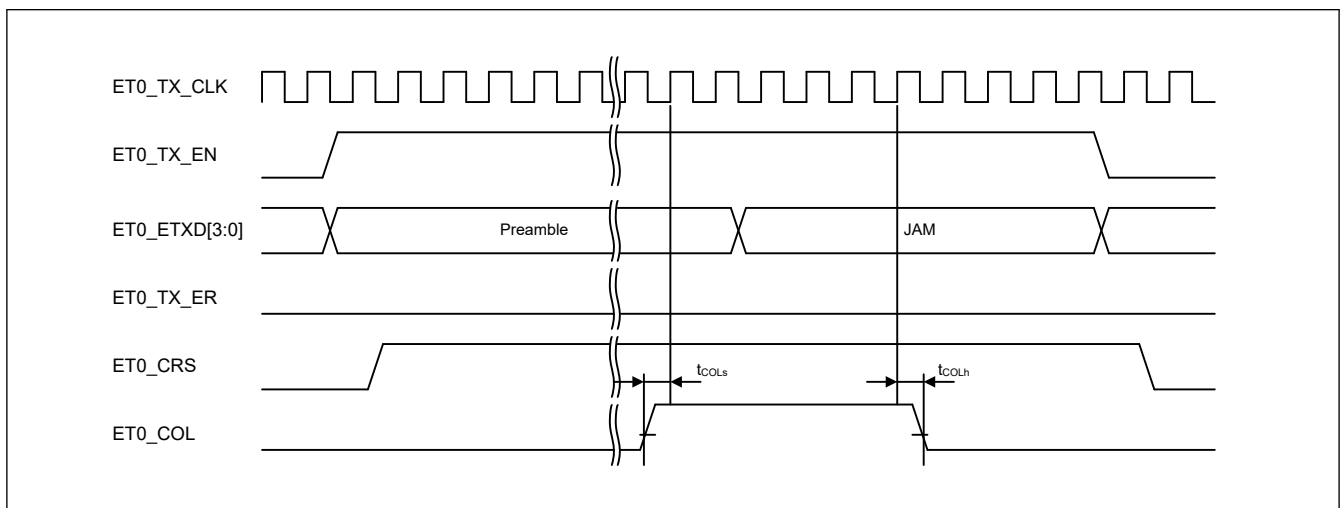 ET0_TX_CLK
ET0_TX_EN
ET0_ETXD[3:0]
Preamble
JAM
ET0_TX_ER
ET0_CRS
tCOLs
tCOLh
ET0_COL